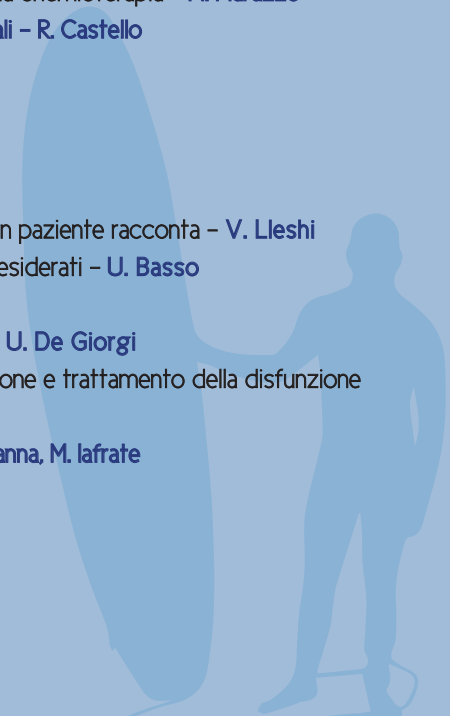 ali – R. Castello
n paziente racconta – V. Lleshi
esiderati – U. Basso
U. De Giorgi
one e trattamento della disfunzione
anna, M. Iafrate